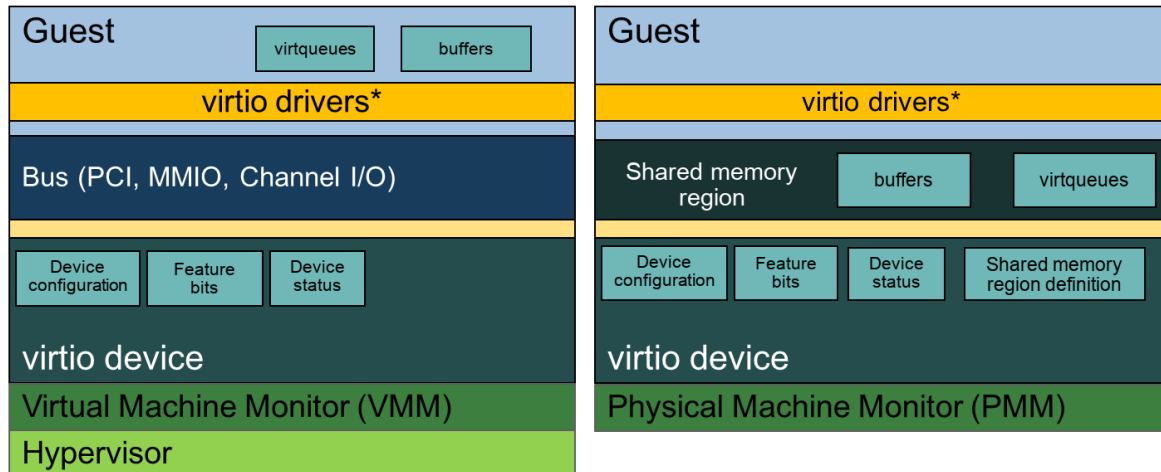 Guest
virtqueues
buffers
virtio drivers*
Bus (PCI, MMIO, Channel I/O)
Device
configuration
Feature
bits
Device
status
virtio device
Virtual Machine Monitor (VMM)
Hypervisor
Guest
virtio drivers*
Shared memory
region
buffers
virtqueues
Device
configuration
Feature
bits
Device
status
Shared memory
region definition
virtio device
Physical Machine Monitor (PMM)